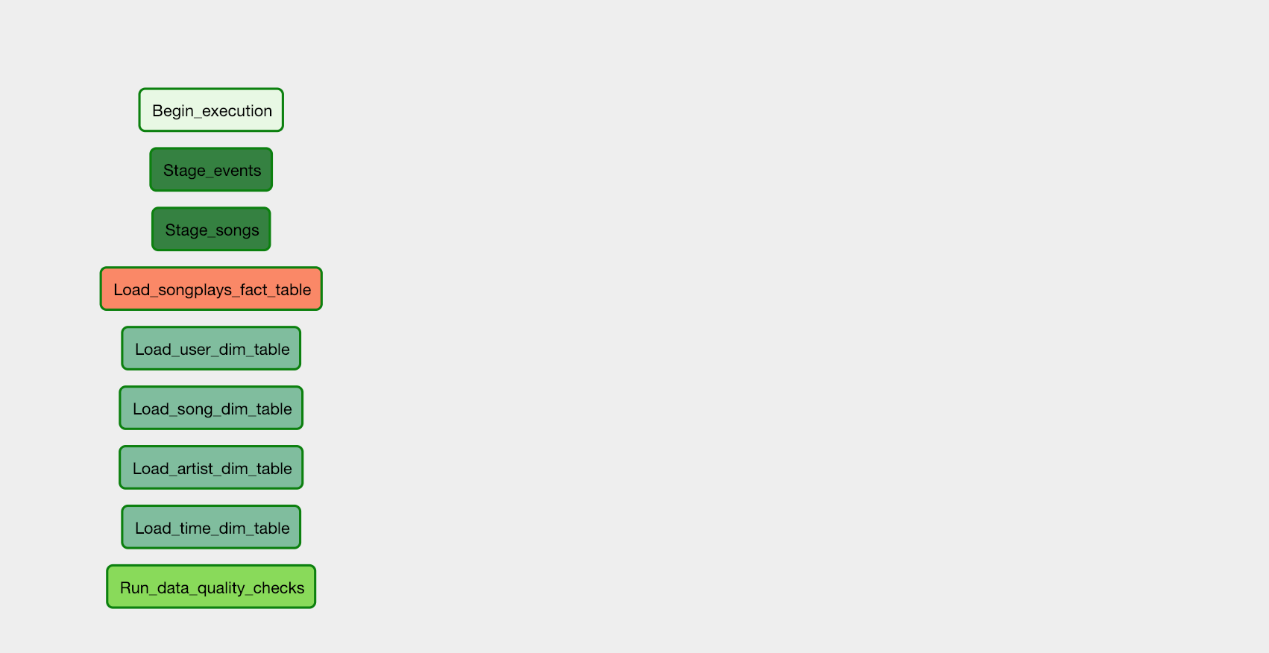 Begin_execution
Stage_events
Stage_songs
Load_songplays_fact_table
Load_user_dim_table
Load_song_dim_table
Load_artist_dim_table
Load_time_dim_table
Run_data_quality_checks